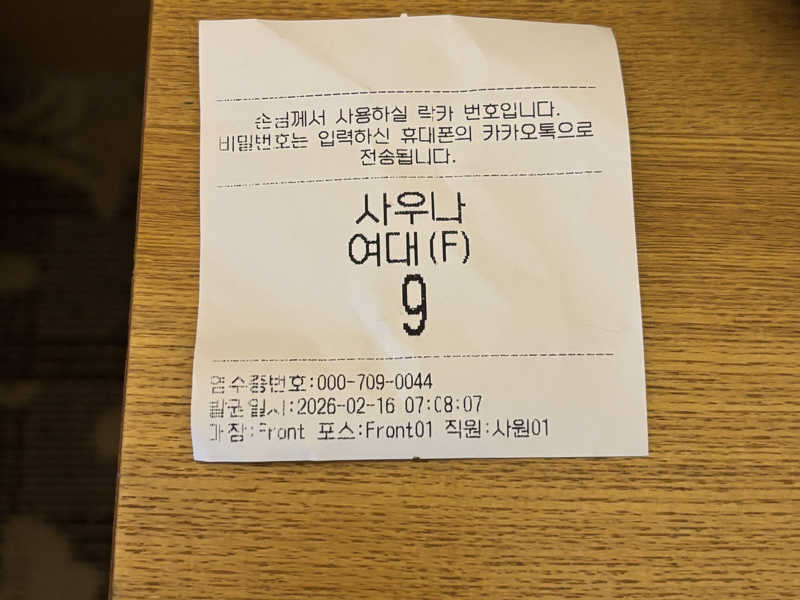 손님께서 사용하실 락카 번호입니다.
비밀번호는 입력하신 휴대폰의 카카오톡으로
전송됩니다.
사우나
여대(F)
9
영수증번호:000-709-0044
발권일시:2026-02-16 07:08:07
매장:Front 포스:Front01 직원:사원01